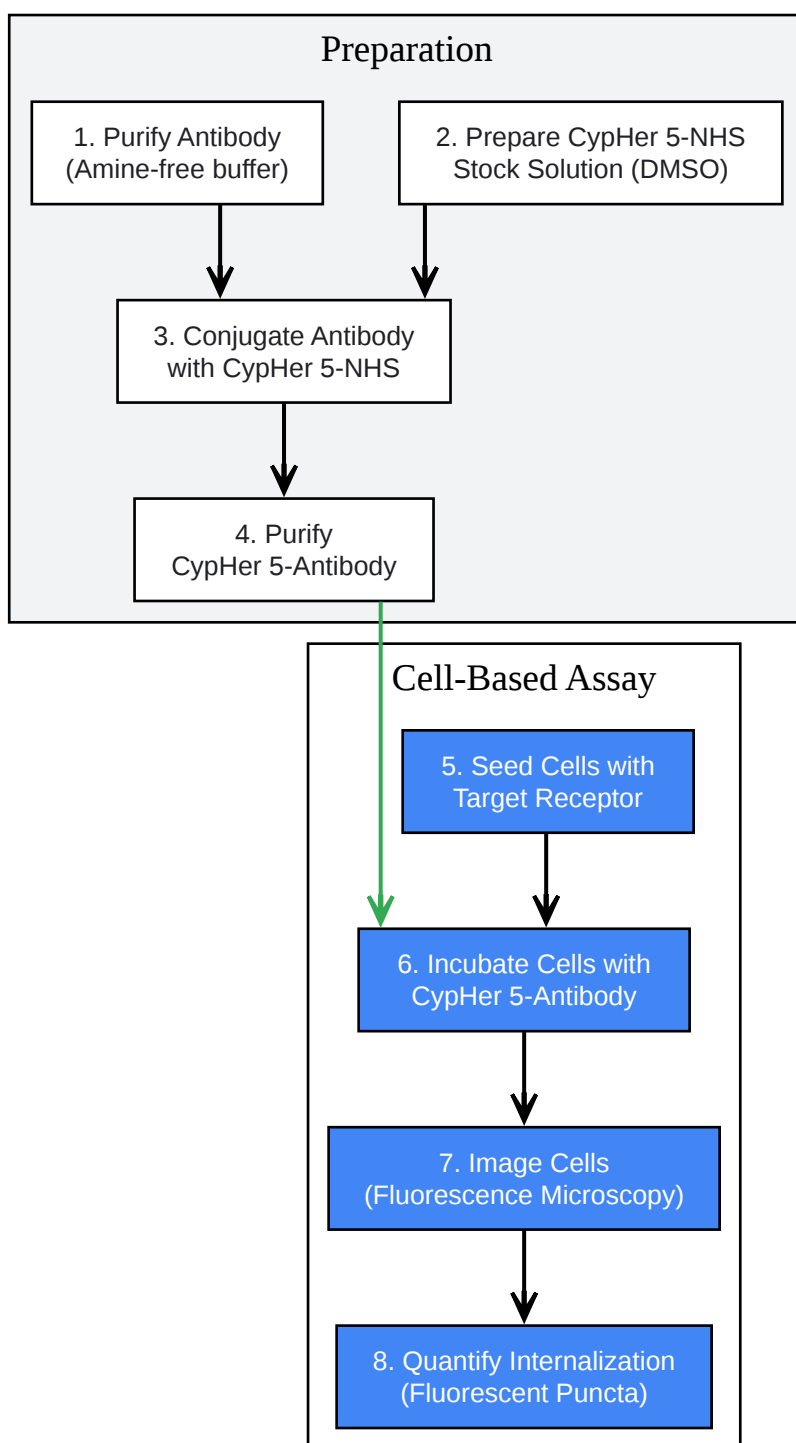 Preparation
1. Purify Antibody
(Amine-free buffer)
2. Prepare CypHer 5-NHS
Stock Solution (DMSO)
3. Conjugate Antibody
with CypHer 5-NHS
4. Purify
CypHer 5-Antibody
Cell-Based Assay
5. Seed Cells with
Target Receptor
6. Incubate Cells with
CypHer 5-Antibody
7. Image Cells
(Fluorescence Microscopy)
8. Quantify Internalization
(Fluorescent Puncta)